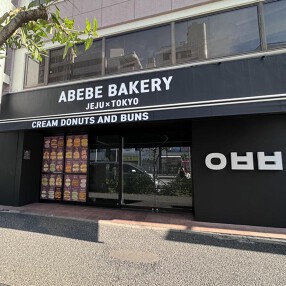 ABEBE BAKERY
JEJU × TOKYO
CREAM DONUTS AND BUNS